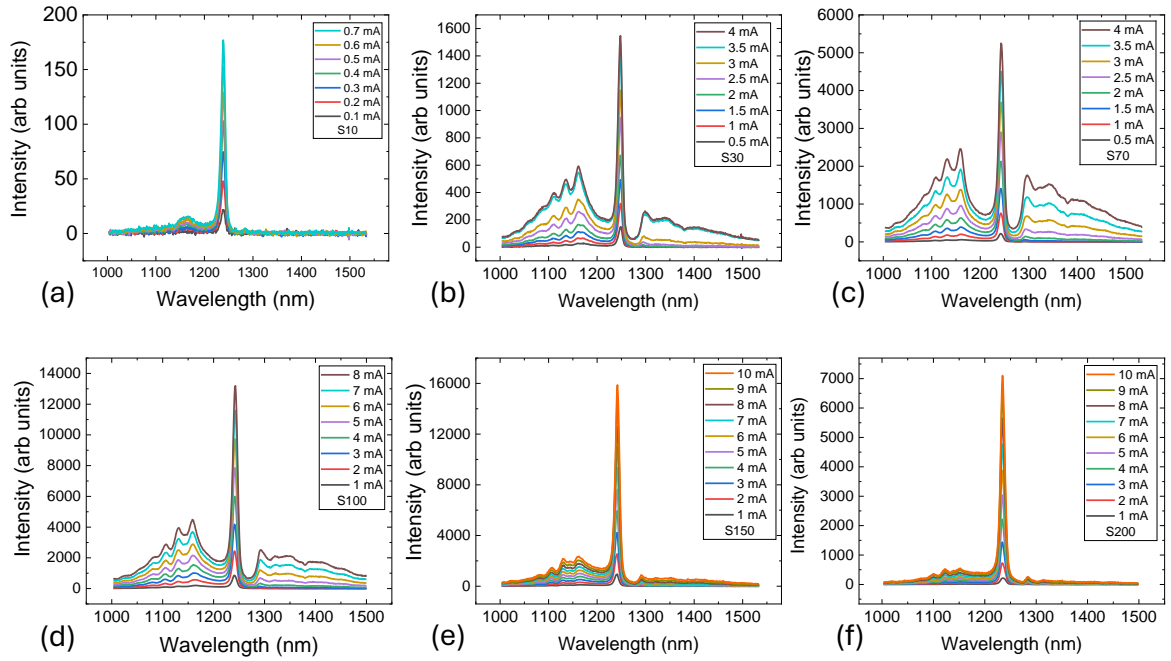 200
150
100
50
0
Intensity (arb units)
0.7 mA
0.6 mA
0.5 mA
0.4 mA
0.3 mA
0.2 mA
0.1 mA
S10
1000 1100 1200 1300 1400 1500
Wavelength (nm)
(a)
1600
1400
1200
1000
800
600
400
200
0
Intensity (arb units)
4 mA
3.5 mA
3 mA
2.5 mA
2 mA
1.5 mA
1 mA
0.5 mA
S30
1000 1100 1200 1300 1400 1500
Wavelength (nm)
(b)
6000
5000
4000
3000
2000
1000
0
Intensity (arb units)
4 mA
3.5 mA
3 mA
2.5 mA
2 mA
1.5 mA
1 mA
0.5 mA
S70
1000 1100 1200 1300 1400 1500
Wavelength (nm)
(c)
14000
12000
10000
8000
6000
4000
2000
0
Intensity (arb units)
8 mA
7 mA
6 mA
5 mA
4 mA
3 mA
2 mA
1 mA
S100
1000 1100 1200 1300 1400 1500
Wavelength (nm)
(d)
16000
12000
8000
4000
0
Intensity (arb units)
10 mA
9 mA
8 mA
7 mA
6 mA
5 mA
4 mA
3 mA
2 mA
1 mA
S150
1000 1100 1200 1300 1400 1500
Wavelength (nm)
(e)
7000
6000
5000
4000
3000
2000
1000
0
Intensity (arb units)
10 mA
9 mA
8 mA
7 mA
6 mA
5 mA
4 mA
3 mA
2 mA
1 mA
S200
1000 1100 1200 1300 1400 1500
Wavelength (nm)
(f)